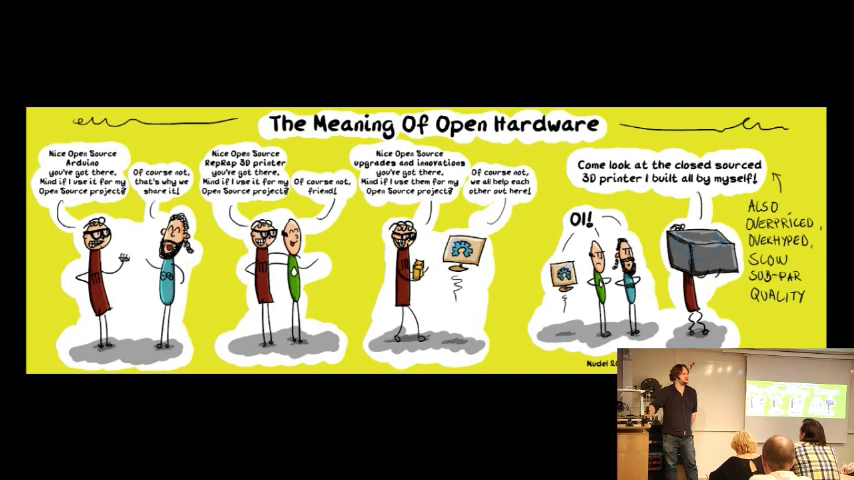 The Meaning Of Open Hardware
Nice Open Source
Arduino
you've got there,
Mind if I use it for my
Open Source project?
Of course not,
that's why we
share it!
Nice Open Source
RepRap 3D printer
you've got there,
Mind if I use it for my
Open Source project?
Of course not,
friend!
Nice Open Source
upgrades and innovations
you've got there,
Mind if I use them for my
Open Source project?
Of course not,
we all help each
other out here!
OI!
Come look at the closed sourced
3D printer I built all by myself!
ALSO
OVERPRICED,
OVERHYPED,
SLOW
SUB-PAR
QUALITY
Nudel